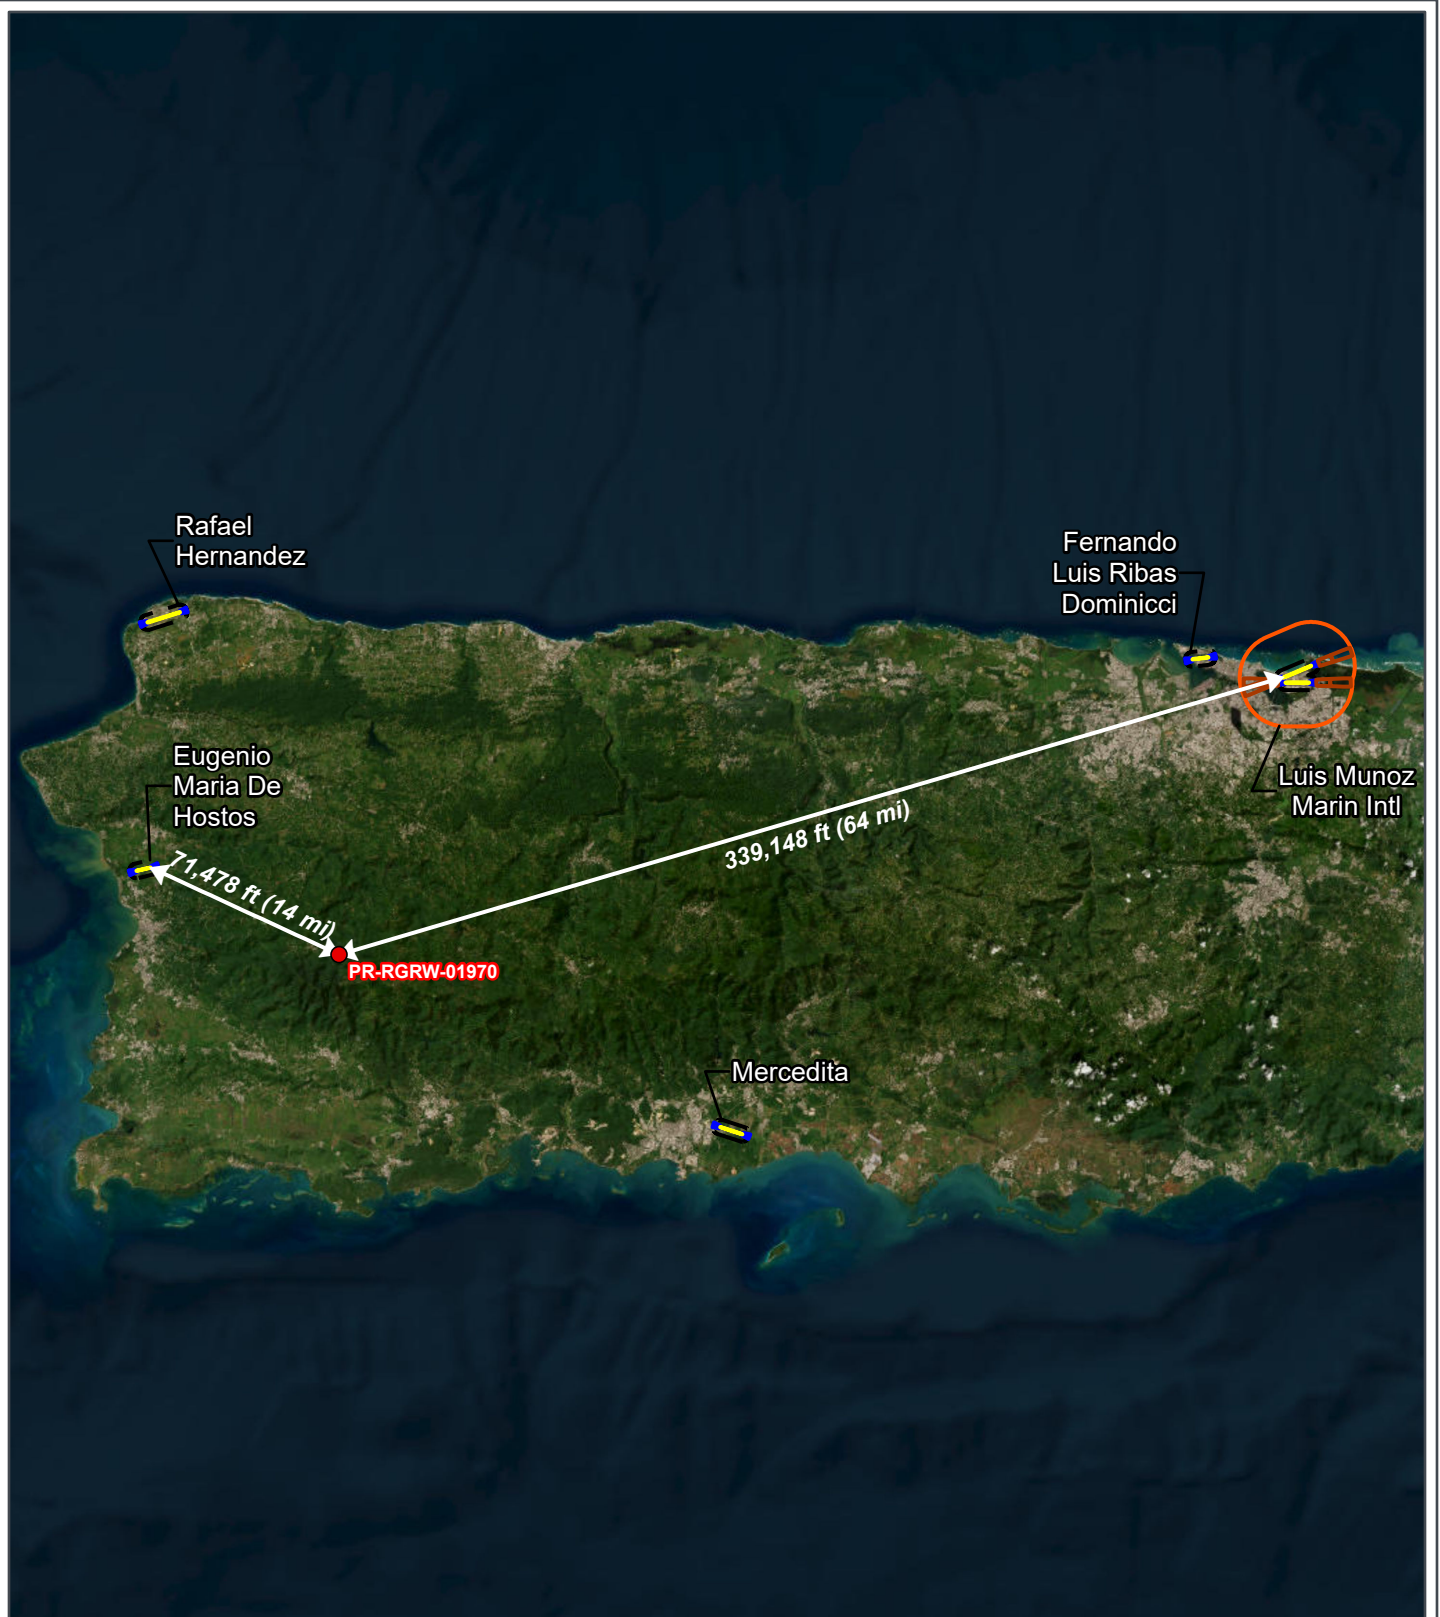 Rafael
Hernandez
Fernando
Luis Ribas
Dominicci
Eugenio
Maria De
Hostos
Luis Munoz
Marin Intl
339,148 ft (64 mi)
71,478 ft (14 mi)
PR-RGRW-01970
Mercedita